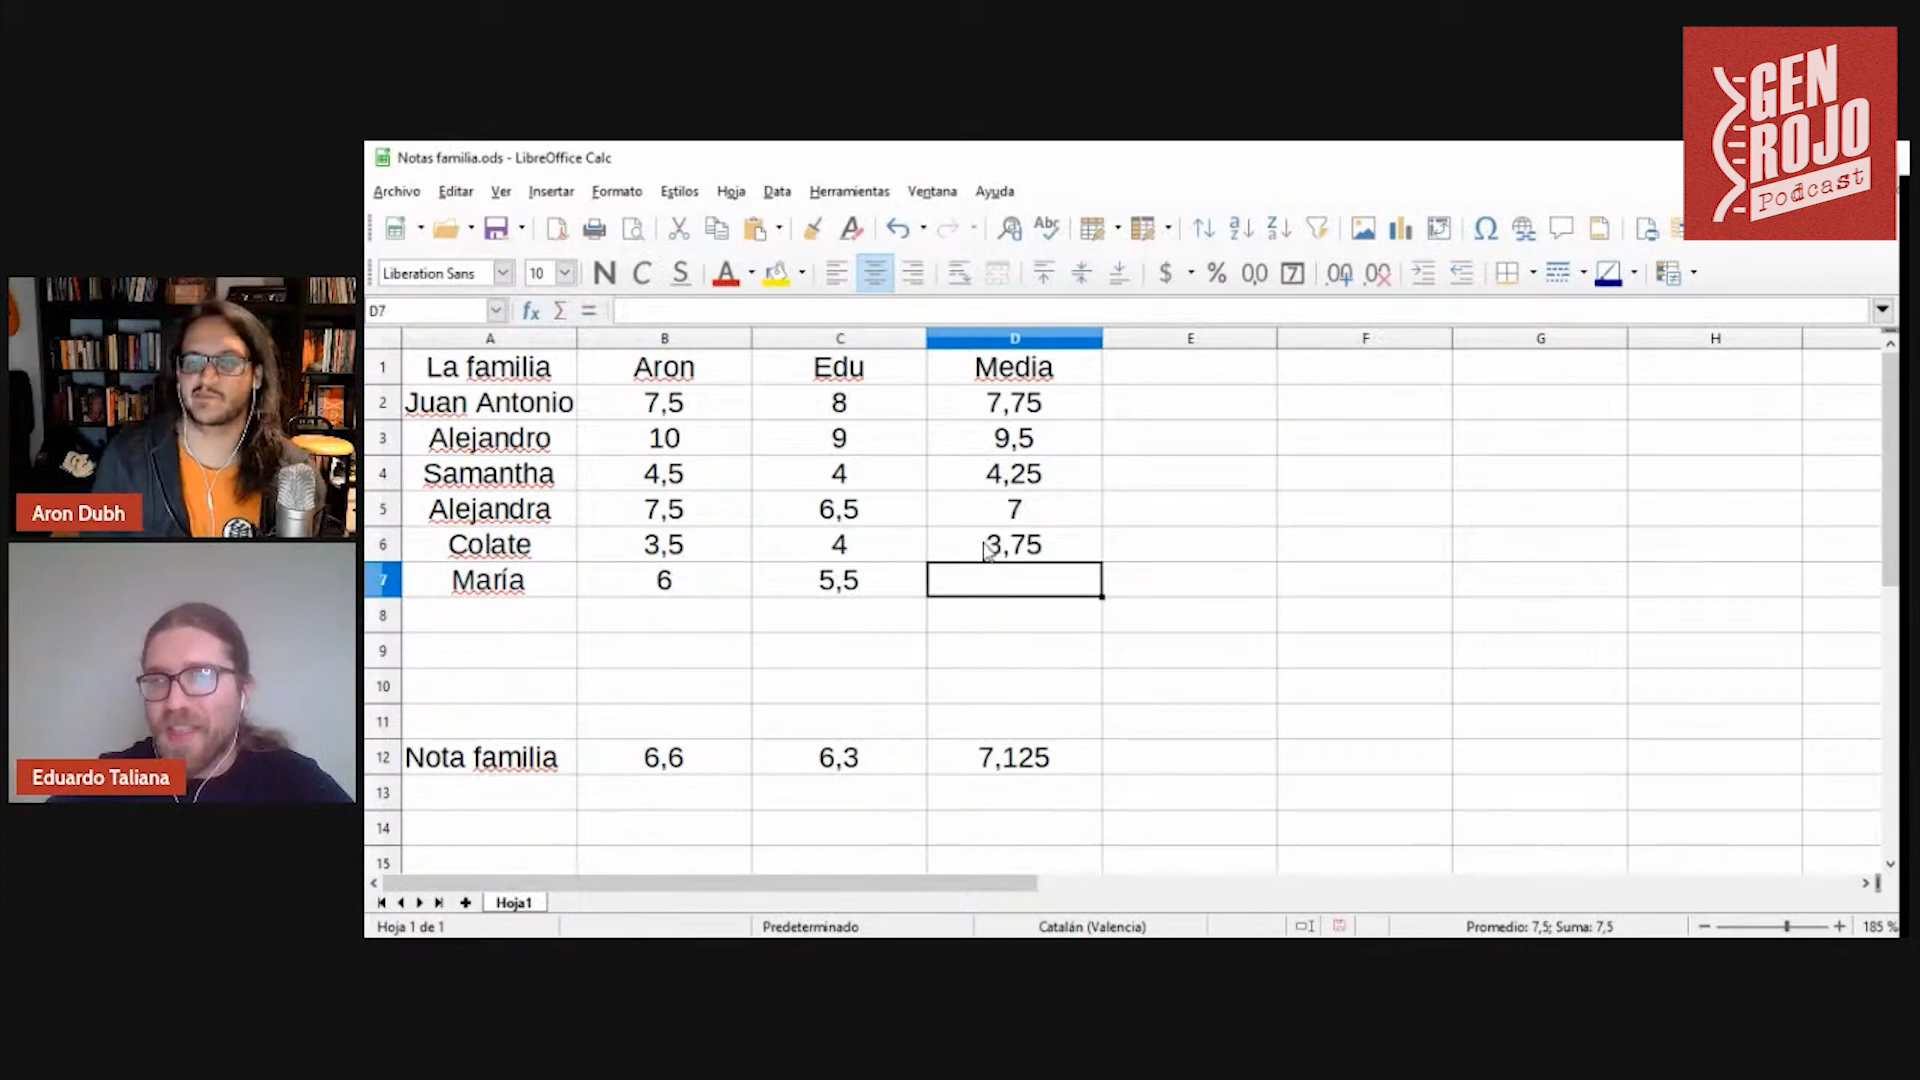 GEN
ROJO
Podcast
Notas familia.ods - LibreOffice Calc
Archivo Editar Ver Insertar Formato Estilos Hoja Data Herramientas Ventana Ayuda
Liberation Sans 10 N C S
D7
A B C D E F G H
1 La familia Aron Edu Media
2 Juan Antonio 7,5 8 7,75
3 Alejandro 10 9 9,5
4 Samantha 4,5 4 4,25
5 Alejandra 7,5 6,5 7
6 Colate 3,5 4 3,75
7 María 6 5,5
8
9
10
11
12 Nota familia 6,6 6,3 7,125
13
14
15
Hoja1
Hoja 1 de 1 Predeterminado Catalán (Valencia) Promedio: 7,5; Suma: 7,5 185 %
Aron Dubh
Eduardo Taliana